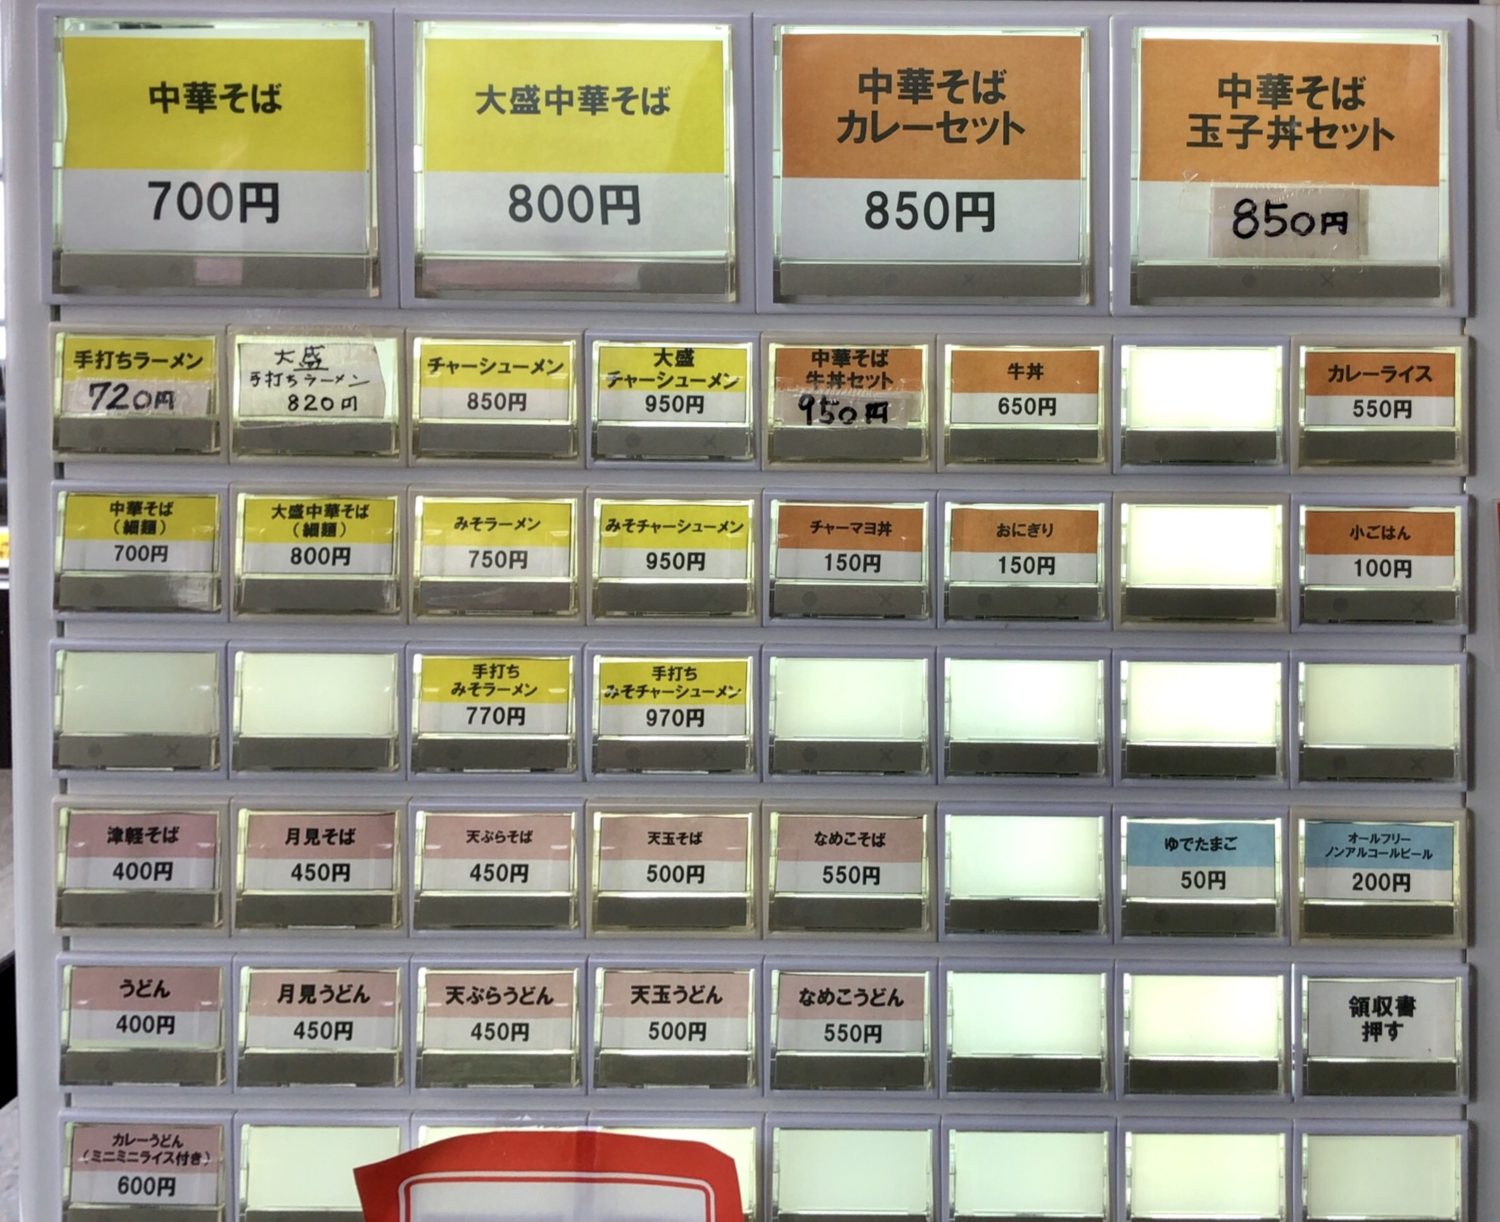 中華そば
700円
大盛中華そば
800円
中華そば
カレーセット
850円
中華そば
玉子丼セット
850円
手打ちラーメン
720円
大盛
手打ちラーメン
820円
チャーシューメン
850円
大盛
チャーシューメン
950円
中華そば
牛丼セット
950円
牛丼
650円
カレーライス
550円
中華そば
(細麺)
700円
大盛中華そば
(細麺)
800円
みそラーメン
750円
みそチャーシューメン
950円
チャーマヨ丼
150円
おにぎり
150円
小ごはん
100円
手打ち
みそラーメン
770円
手打ち
みそチャーシューメン
970円
津軽そば
400円
月見そば
450円
天ぷらそば
450円
天玉そば
500円
なめこそば
550円
ゆでたまご
50円
オールフリー
ノンアルコールビール
200円
うどん
400円
月見うどん
450円
天ぷらうどん
450円
天玉うどん
500円
なめこうどん
550円
領収書
押す
カレーうどん
(ミニミニライス付き)
600円